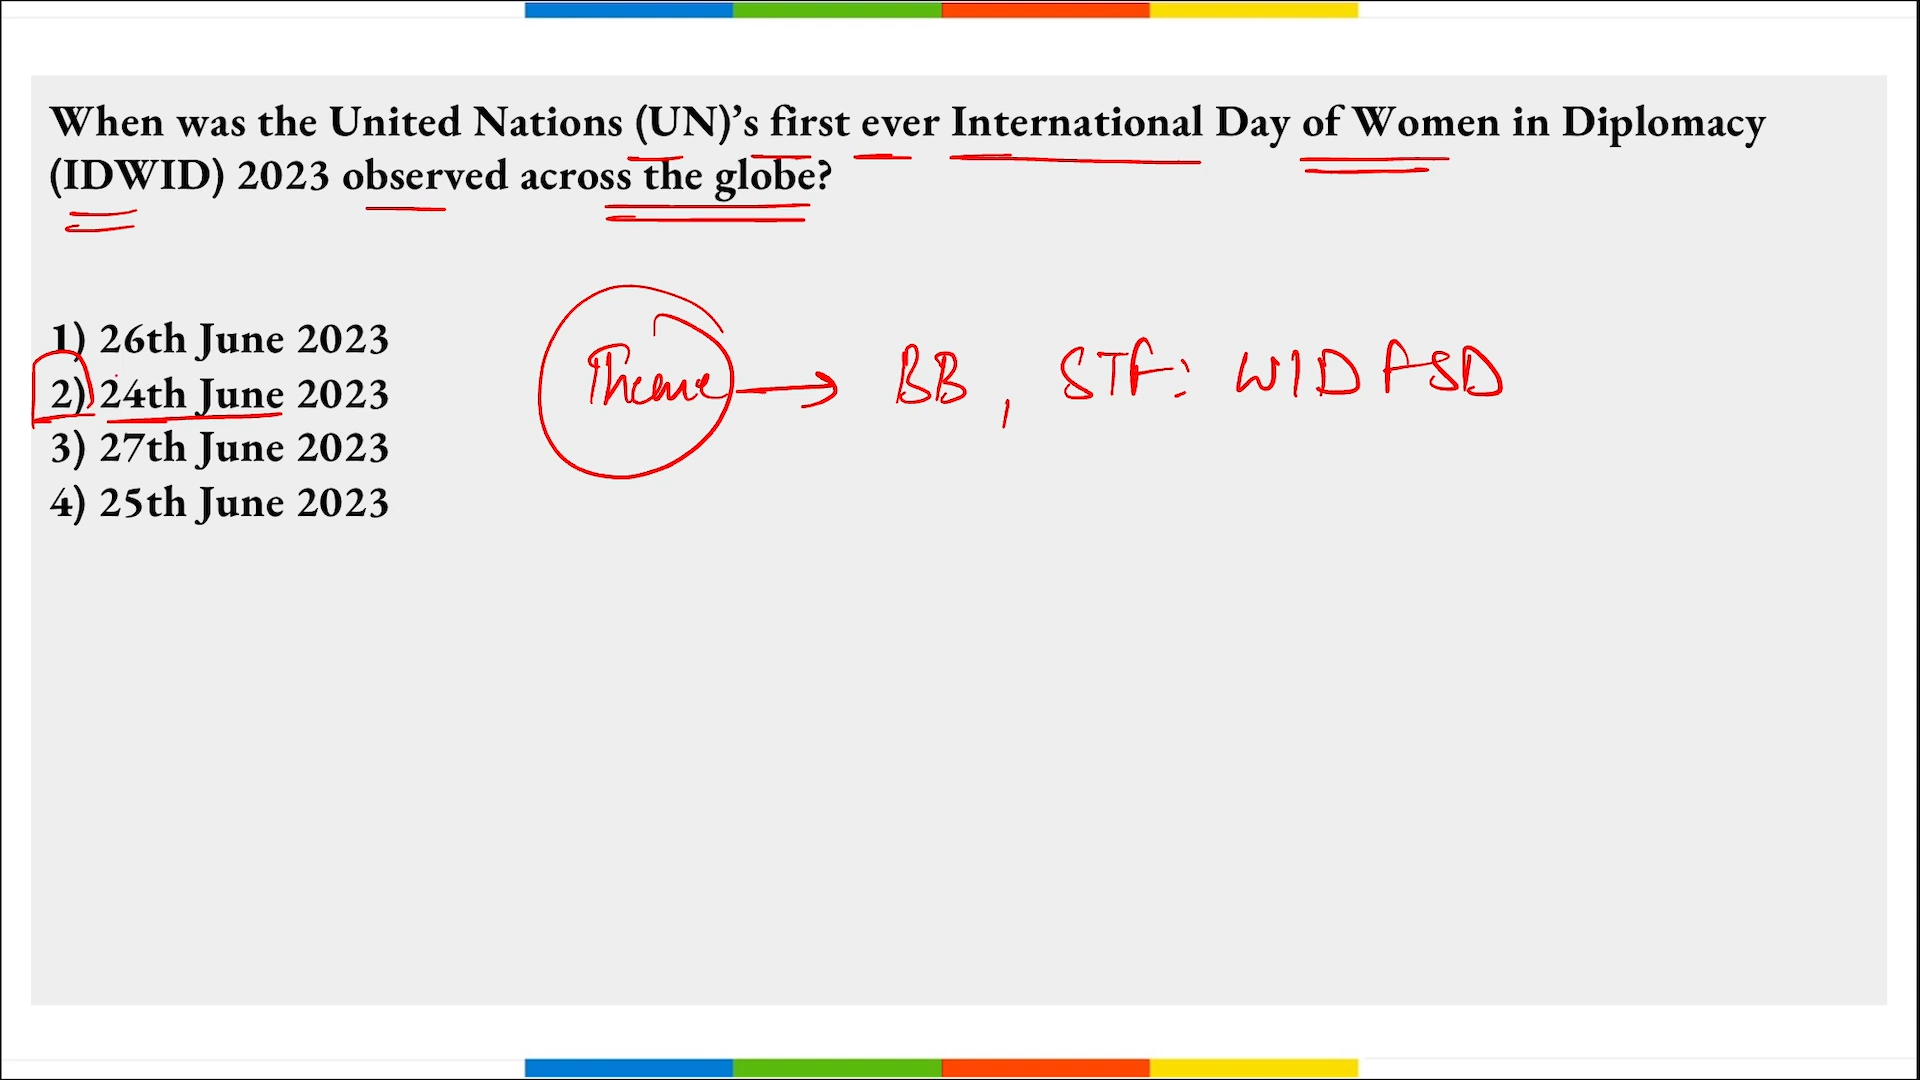 When was the United Nations (UN)’s first ever International Day of Women in Diplomacy
(IDWID) 2023 observed across the globe?
1) 26th June 2023
2) 24th June 2023
3) 27th June 2023
4) 25th June 2023
Theme → BB, STF: WID FSD